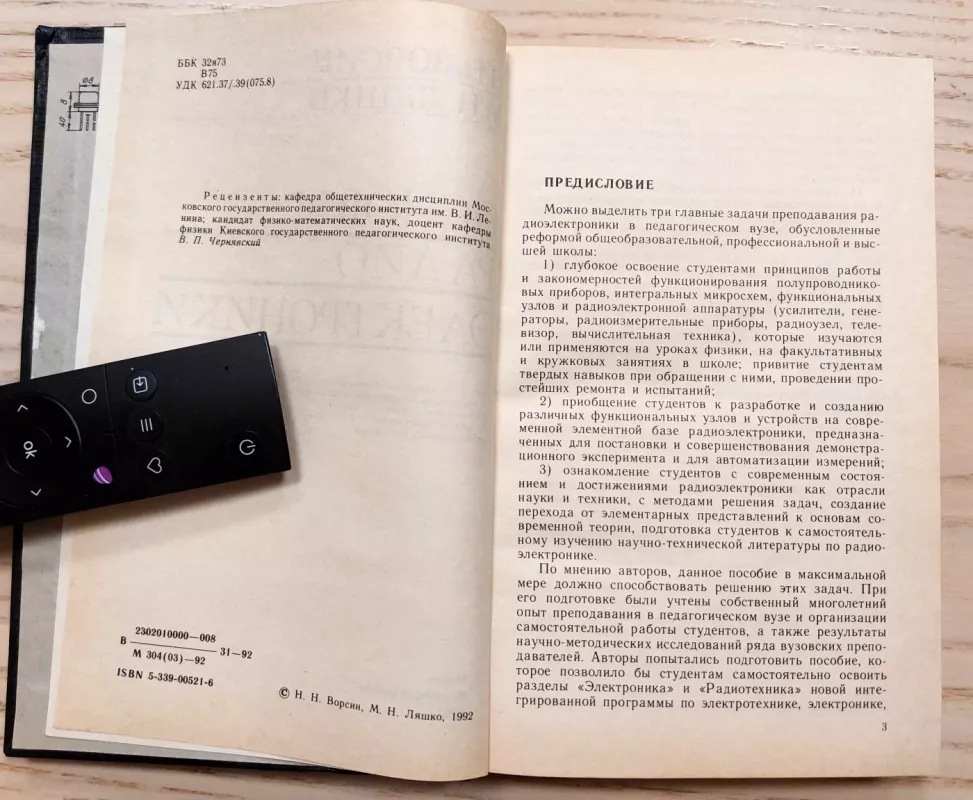 ББК 32я73
В75
УДК 621.37/.39(075.8)
Рецензенты: кафедра общетехнических дисциплин Мос-
ковского государственного педагогического института им. В. И. Ле-
нина; кандидат физико-математических наук, доцент кафедры
физики Киевского государственного педагогического института
В. П. Чернявский
ok
2302010000—008
В 31—92
М 304(03)—92
ISBN 5-339-00521-6
© Н. Н. Ворсин, М. Н. Ляшко, 1992
⌀8
8
40
ПРЕДИСЛОВИЕ
Можно выделить три главные задачи преподавания ра-
диоэлектроники в педагогическом вузе, обусловленные
реформой общеобразовательной, профессиональной и выс-
шей школы:
1) глубокое освоение студентами принципов работы
и закономерностей функционирования полупроводнико-
вых приборов, интегральных микросхем, функциональных
узлов и радиоэлектронной аппаратуры (усилители, гене-
раторы, радиоизмерительные приборы, радиоузел, теле-
визор, вычислительная техника), которые изучаются
или применяются на уроках физики, на факультативных
и кружковых занятиях в школе; привитие студентам
твердых навыков при обращении с ними, проведении про-
стейших ремонта и испытаний;
2) приобщение студентов к разработке и созданию
различных функциональных узлов и устройств на совре-
менной элементной базе радиоэлектроники, предназна-
ченных для постановки и совершенствования демонстра-
ционного эксперимента и для автоматизации измерений;
3) ознакомление студентов с современным состоя-
нием и достижениями радиоэлектроники как отрасли
науки и техники, с методами решения задач, создание
перехода от элементарных представлений к основам со-
временной теории, подготовка студентов к самостоятель-
ному изучению научно-технической литературы по радио-
электронике.
По мнению авторов, данное пособие в максимальной
мере должно способствовать решению этих задач. При
его подготовке были учтены собственный многолетний
опыт преподавания в педагогическом вузе и организации
самостоятельной работы студентов, а также результаты
научно-методических исследований ряда вузовских препо-
давателей. Авторы попытались подготовить пособие, ко-
торое позволило бы студентам самостоятельно освоить
разделы «Электроника» и «Радиотехника» новой инте-
грированной программы по электротехнике, электронике,
3